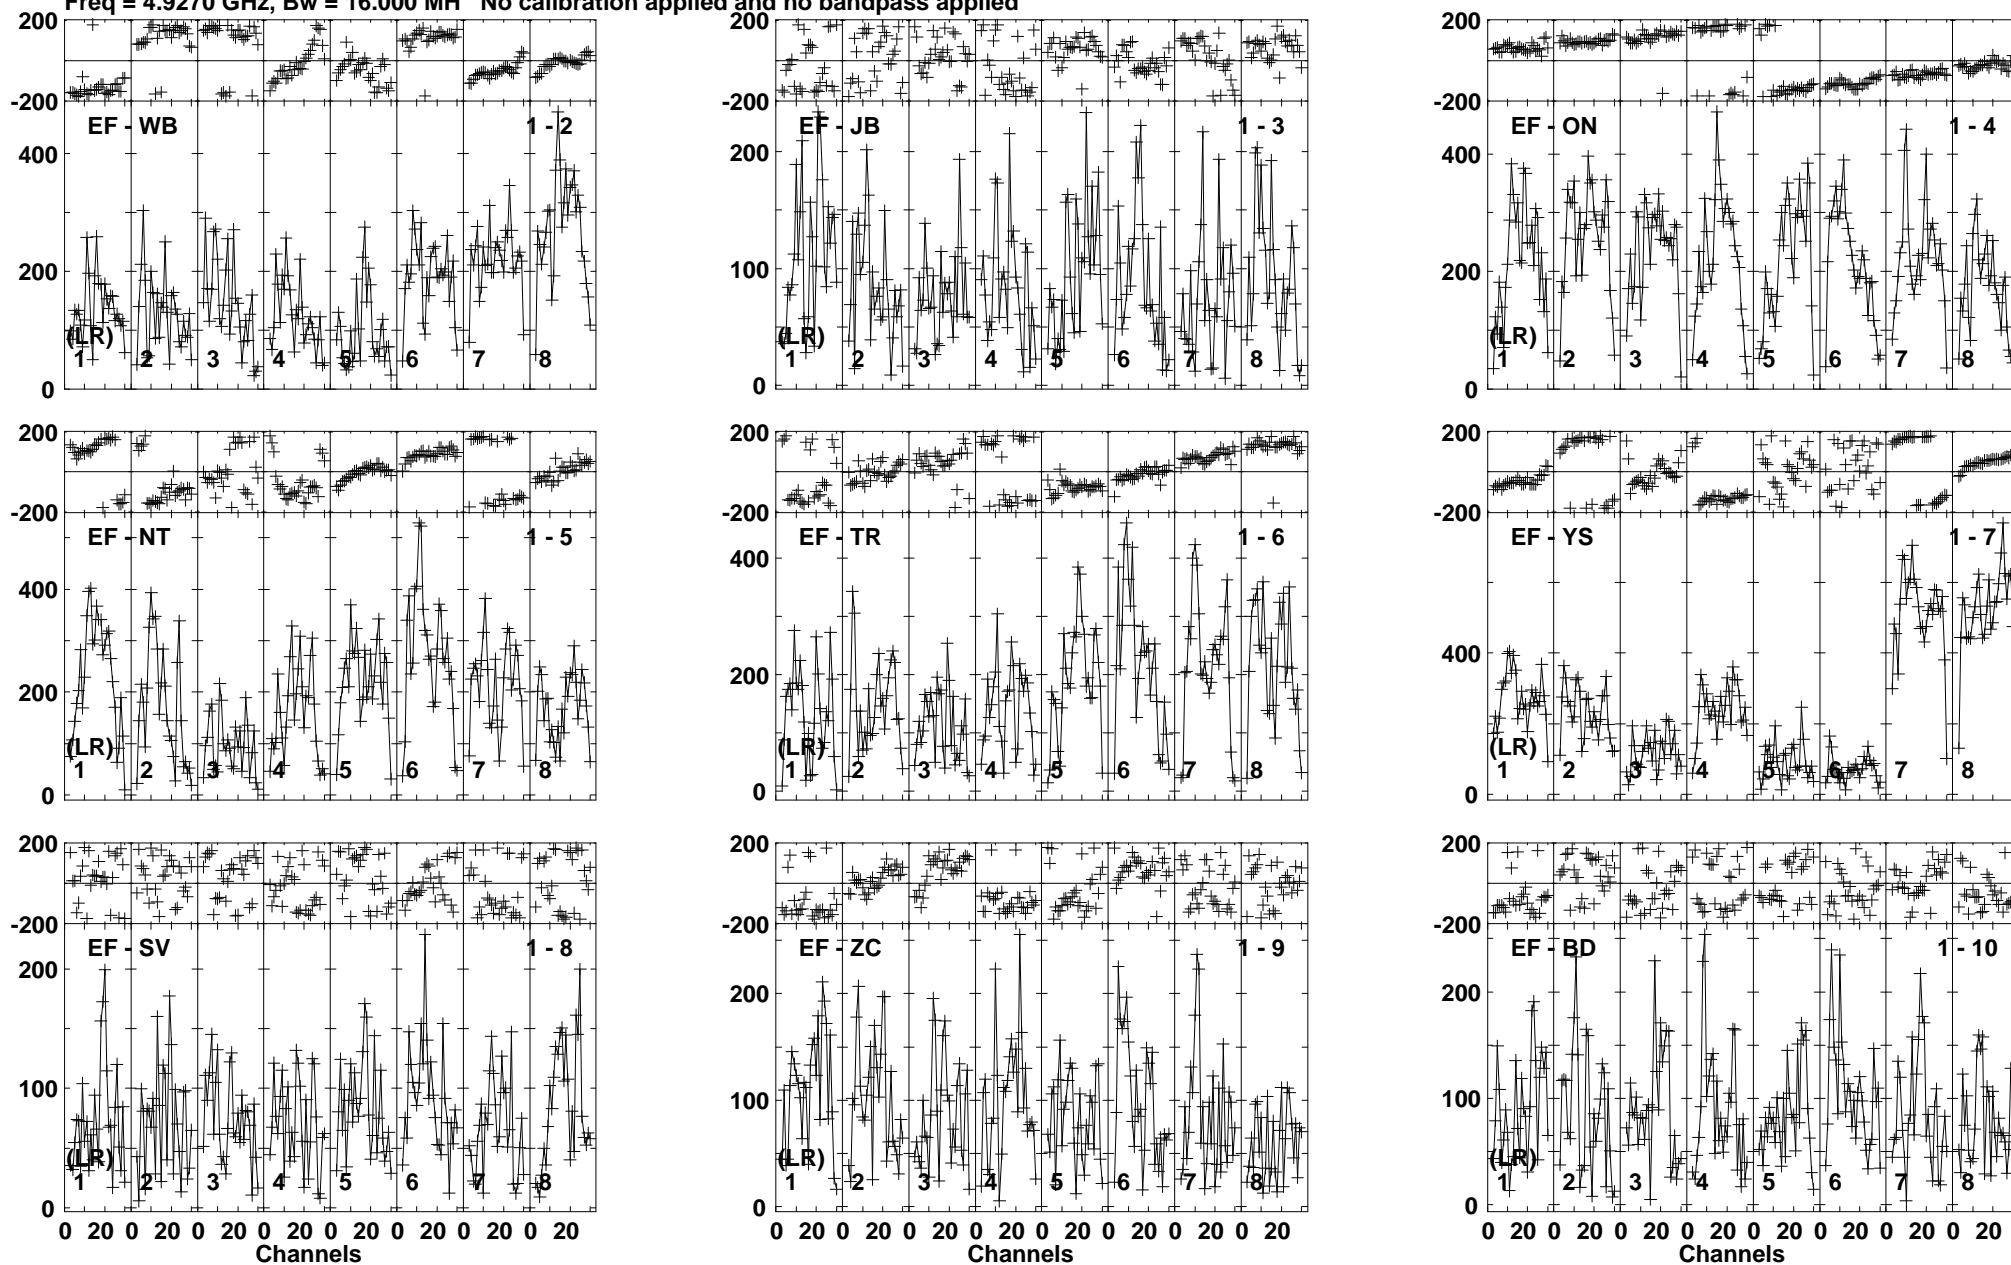 Freq = 4.9270 GHz, Bw = 16.000 MH No calibration applied and no bandpass applied
200 200 200
-200 -200 -200
EF - WB 1 - 2 EF - JB 1 - 3 EF - ON 1 - 4
400 200 400
200 100 200
(LR) (LR) (LR)
1 2 3 4 5 6 7 8 1 2 3 4 5 6 7 8 1 2 3 4 5 6 7 8
0 0 0
200 200 200
-200 -200 -200
EF - NT 1 - 5 EF - TR 1 - 6 EF - YS 1 - 7
400 400 400
200 200
(LR) (LR) (LR)
1 2 3 4 5 6 7 8 1 2 3 4 5 6 7 8 1 2 3 4 5 6 7 8
0 0 0
200 200 200
-200 -200 -200
EF - SV 1 - 8 EF - ZC 1 - 9 EF - BD 1 - 10
200 200 200
100 100 100
(LR) (LR) (LR)
1 2 3 4 5 6 7 8 1 2 3 4 5 6 7 8 1 2 3 4 5 6 7 8
0 0 0
0 20 0 20 0 20 0 20 0 20 0 20 0 20 0 20 0 20 0 20 0 20 0 20 0 20 0 20 0 20 0 20 0 20 0 20 0 20 0 20 0 20 0 20 0 20 0 20
Channels Channels Channels